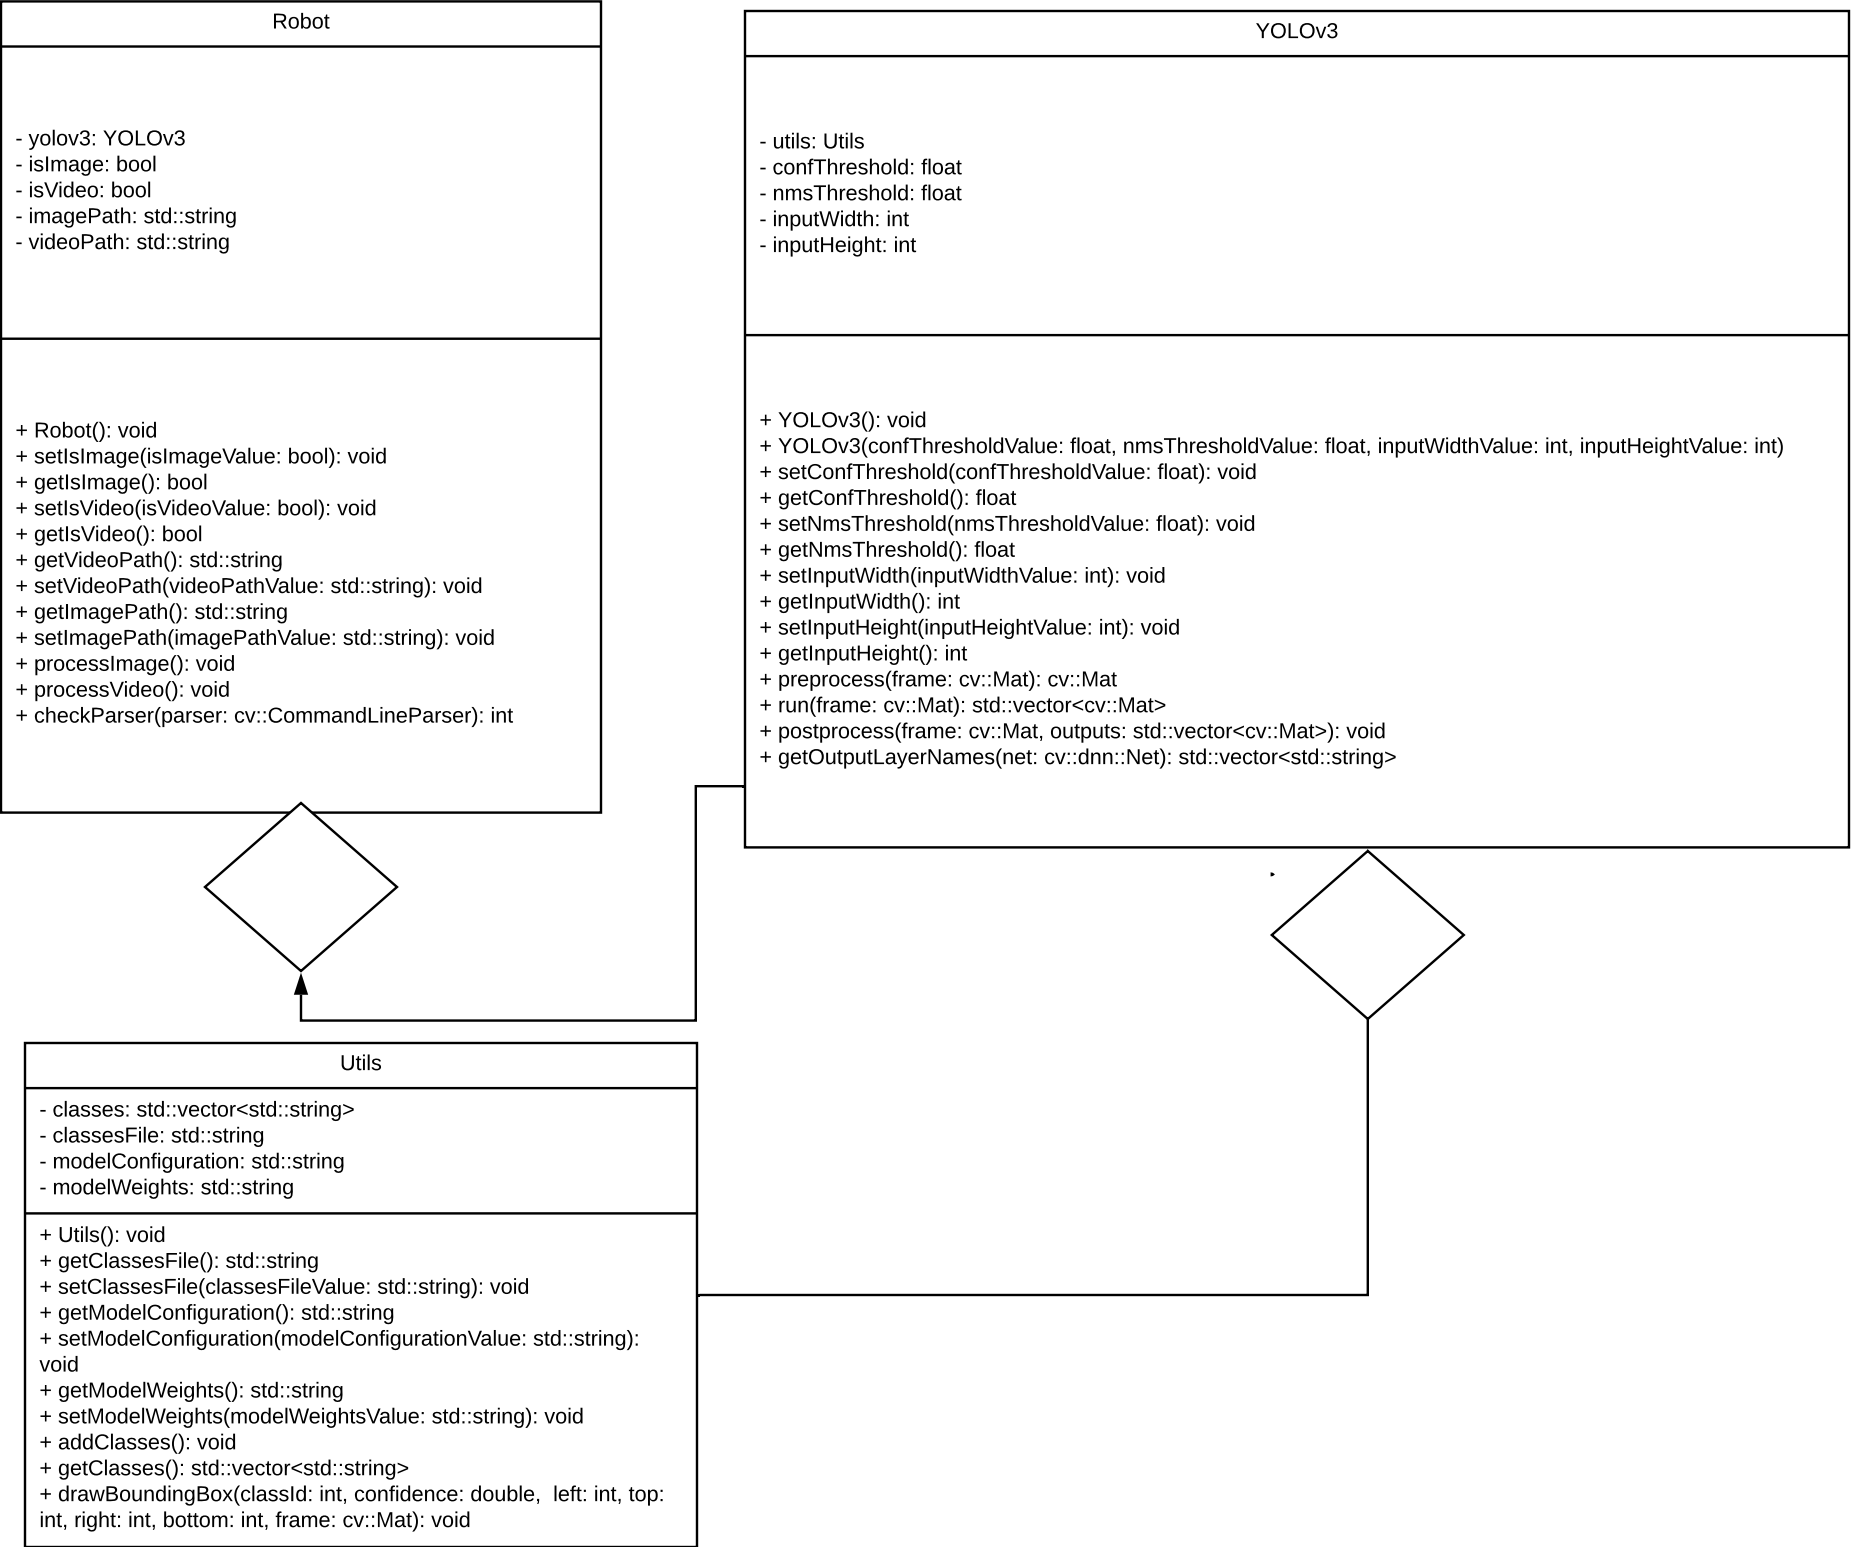 Robot
- yolov3: YOLOv3
- isImage: bool
- isVideo: bool
- imagePath: std::string
- videoPath: std::string
+ Robot(): void
+ setIsImage(isImageValue: bool): void
+ getIsImage(): bool
+ setIsVideo(isVideoValue: bool): void
+ getIsVideo(): bool
+ getVideoPath(): std::string
+ setVideoPath(videoPathValue: std::string): void
+ getImagePath(): std::string
+ setImagePath(imagePathValue: std::string): void
+ processImage(): void
+ processVideo(): void
+ checkParser(parser: cv::CommandLineParser): int
YOLOv3
- utils: Utils
- confThreshold: float
- nmsThreshold: float
- inputWidth: int
- inputHeight: int
+ YOLOv3(): void
+ YOLOv3(confThresholdValue: float, nmsThresholdValue: float, inputWidthValue: int, inputHeightValue: int)
+ setConfThreshold(confThresholdValue: float): void
+ getConfThreshold(): float
+ setNmsThreshold(nmsThresholdValue: float): void
+ getNmsThreshold(): float
+ setInputWidth(inputWidthValue: int): void
+ getInputWidth(): int
+ setInputHeight(inputHeightValue: int): void
+ getInputHeight(): int
+ preprocess(frame: cv::Mat): cv::Mat
+ run(frame: cv::Mat): std::vector<cv::Mat>
+ postprocess(frame: cv::Mat, outputs: std::vector<cv::Mat>): void
+ getOutputLayerNames(net: cv::dnn::Net): std::vector<std::string>
Utils
- classes: std::vector<std::string>
- classesFile: std::string
- modelConfiguration: std::string
- modelWeights: std::string
+ Utils(): void
+ getClassesFile(): std::string
+ setClassesFile(classesFileValue: std::string): void
+ getModelConfiguration(): std::string
+ setModelConfiguration(modelConfigurationValue: std::string):
void
+ getModelWeights(): std::string
+ setModelWeights(modelWeightsValue: std::string): void
+ addClasses(): void
+ getClasses(): std::vector<std::string>
+ drawBoundingBox(classId: int, confidence: double,  left: int, top:
int, right: int, bottom: int, frame: cv::Mat): void